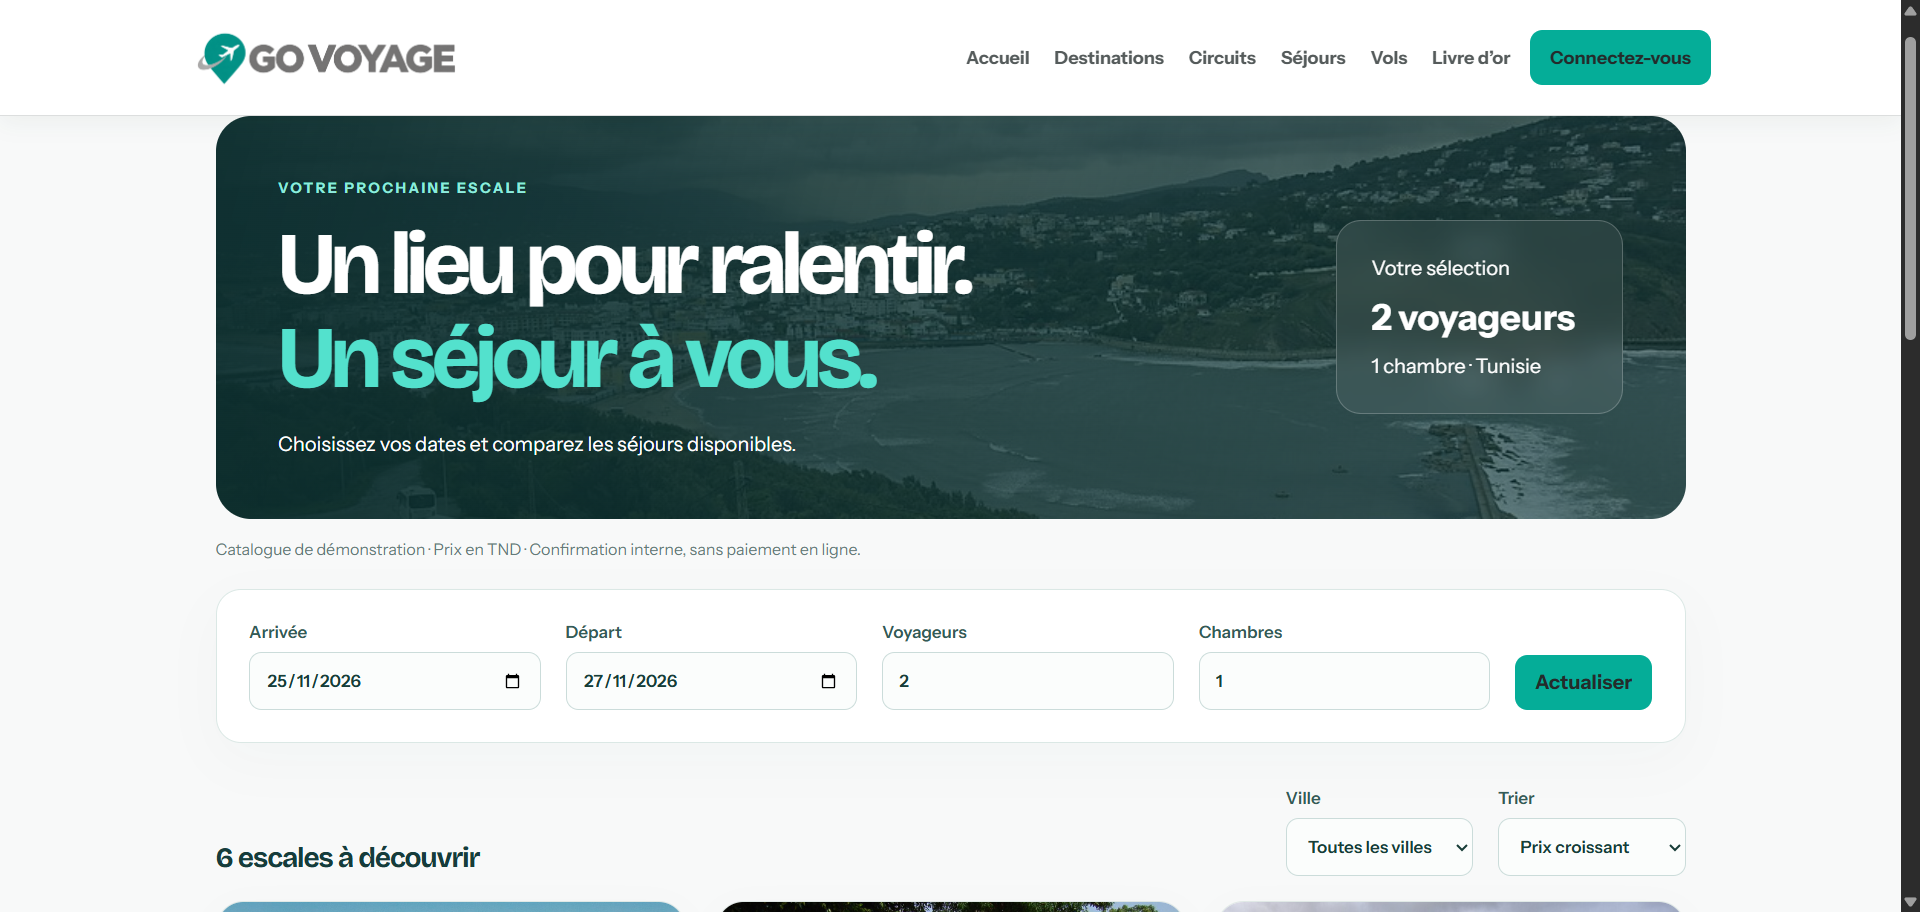 GO VOYAGE
Accueil Destinations Circuits Séjours Vols Livre d’or Connectez-vous
VOTRE PROCHAINE ESCALE
Un lieu pour ralentir.
Un séjour à vous.
Choisissez vos dates et comparez les séjours disponibles.
Votre sélection
2 voyageurs
1 chambre · Tunisie
Catalogue de démonstration · Prix en TND · Confirmation interne, sans paiement en ligne.
Arrivée Départ Voyageurs Chambres
25/11/2026 27/11/2026 2 1 Actualiser
Ville Trier
6 escales à découvrir Toutes les villes Prix croissant